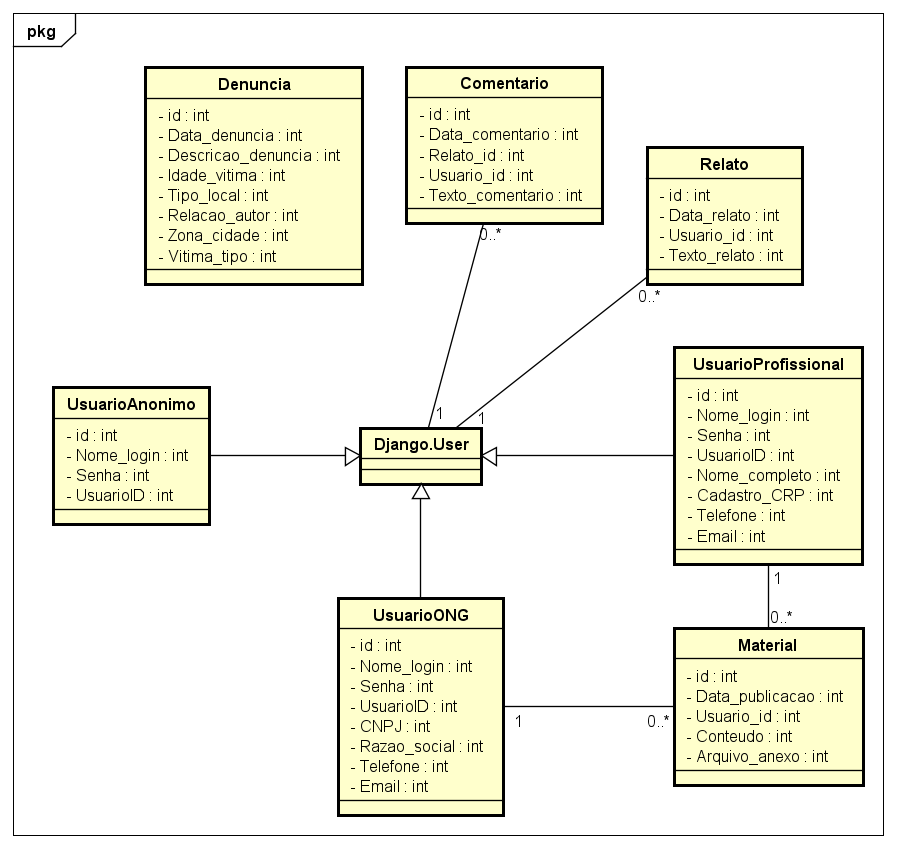 pkg
Denuncia
- id : int
- Data_denuncia : int
- Descricao_denuncia : int
- Idade_vitima : int
- Tipo_local : int
- Relacao_autor : int
- Zona_cidade : int
- Vitima_tipo : int
Comentario
- id : int
- Data_comentario : int
- Relato_id : int
- Usuario_id : int
- Texto_comentario : int
0..*
Relato
- id : int
- Data_relato : int
- Usuario_id : int
- Texto_relato : int
0..*
UsuarioAnonimo
- id : int
- Nome_login : int
- Senha : int
- UsuarioID : int
1
1
Django.User
UsuarioProfissional
- id : int
- Nome_login : int
- Senha : int
- UsuarioID : int
- Nome_completo : int
- Cadastro_CRP : int
- Telefone : int
- Email : int
1
0..*
UsuarioONG
- id : int
- Nome_login : int
- Senha : int
- UsuarioID : int
- CNPJ : int
- Razao_social : int
- Telefone : int
- Email : int
1
0..*
Material
- id : int
- Data_publicacao : int
- Usuario_id : int
- Conteudo : int
- Arquivo_anexo : int